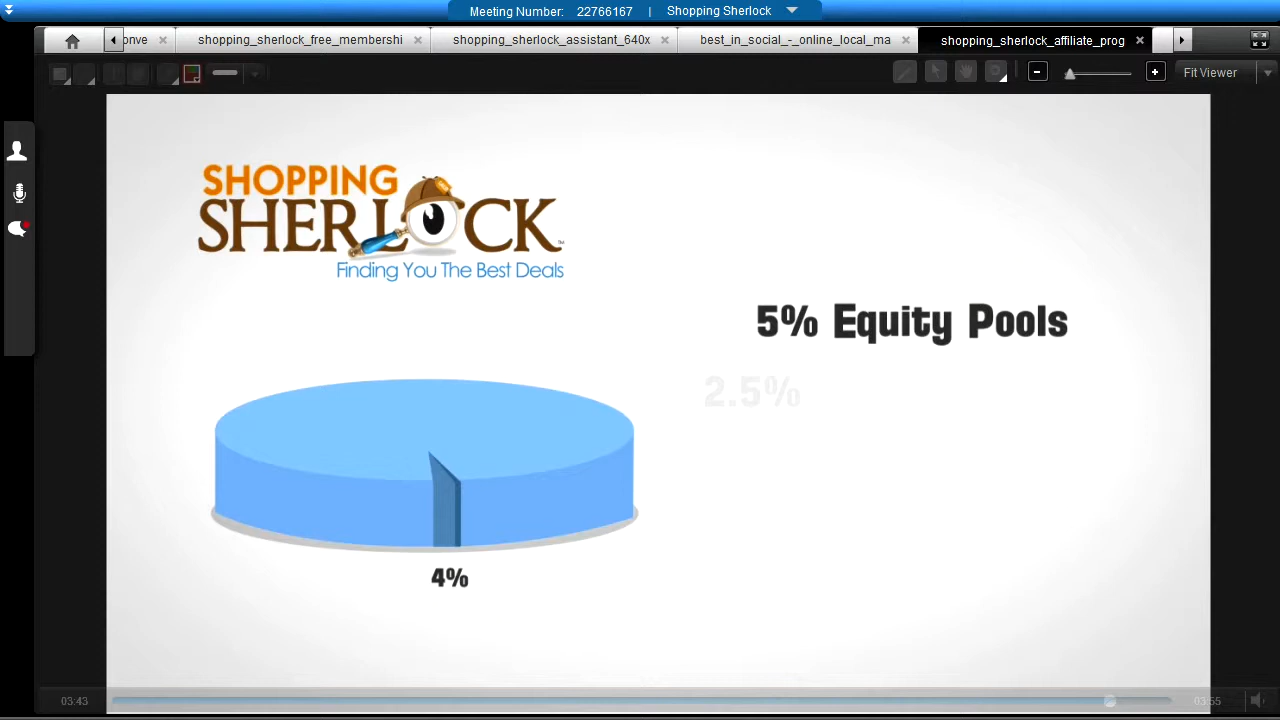 Meeting Number: 22766167 | Shopping Sherlock
onve
shopping_sherlock_free_membershi
shopping_sherlock_assistant_640x
best_in_social_-_online_local_ma
shopping_sherlock_affiliate_prog
Fit Viewer
SHOPPING
SHERLOCK™
Finding You The Best Deals
5% Equity Pools
2.5%
4%
03:43
03:55